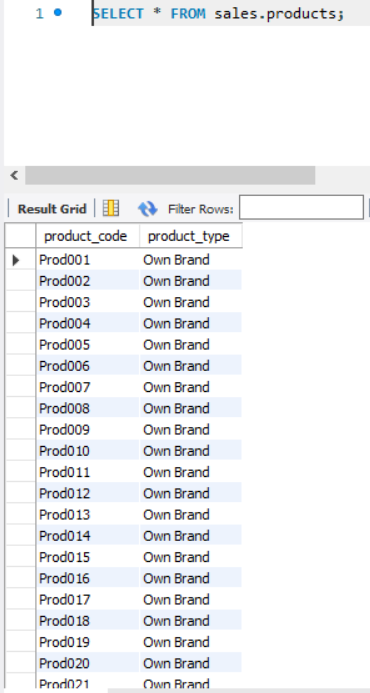 1 SELECT * FROM sales.products;
Result Grid Filter Rows:
product_code product_type
Prod001 Own Brand
Prod002 Own Brand
Prod003 Own Brand
Prod004 Own Brand
Prod005 Own Brand
Prod006 Own Brand
Prod007 Own Brand
Prod008 Own Brand
Prod009 Own Brand
Prod010 Own Brand
Prod011 Own Brand
Prod012 Own Brand
Prod013 Own Brand
Prod014 Own Brand
Prod015 Own Brand
Prod016 Own Brand
Prod017 Own Brand
Prod018 Own Brand
Prod019 Own Brand
Prod020 Own Brand
Prod021 Own Brand